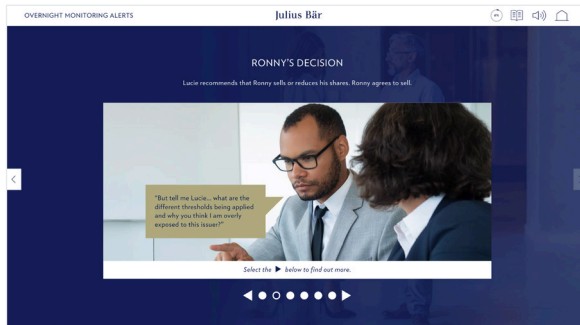 OVERNIGHT MONITORING ALERTS
Julius Bär
RONNY'S DECISION
Lucie recommends that Ronny sells or reduces his shares. Ronny agrees to sell.
"But tell me Lucie... what are the
different thresholds being applied
and why you think I am overly
exposed to this issue?"
Select the ▶ below to find out more.